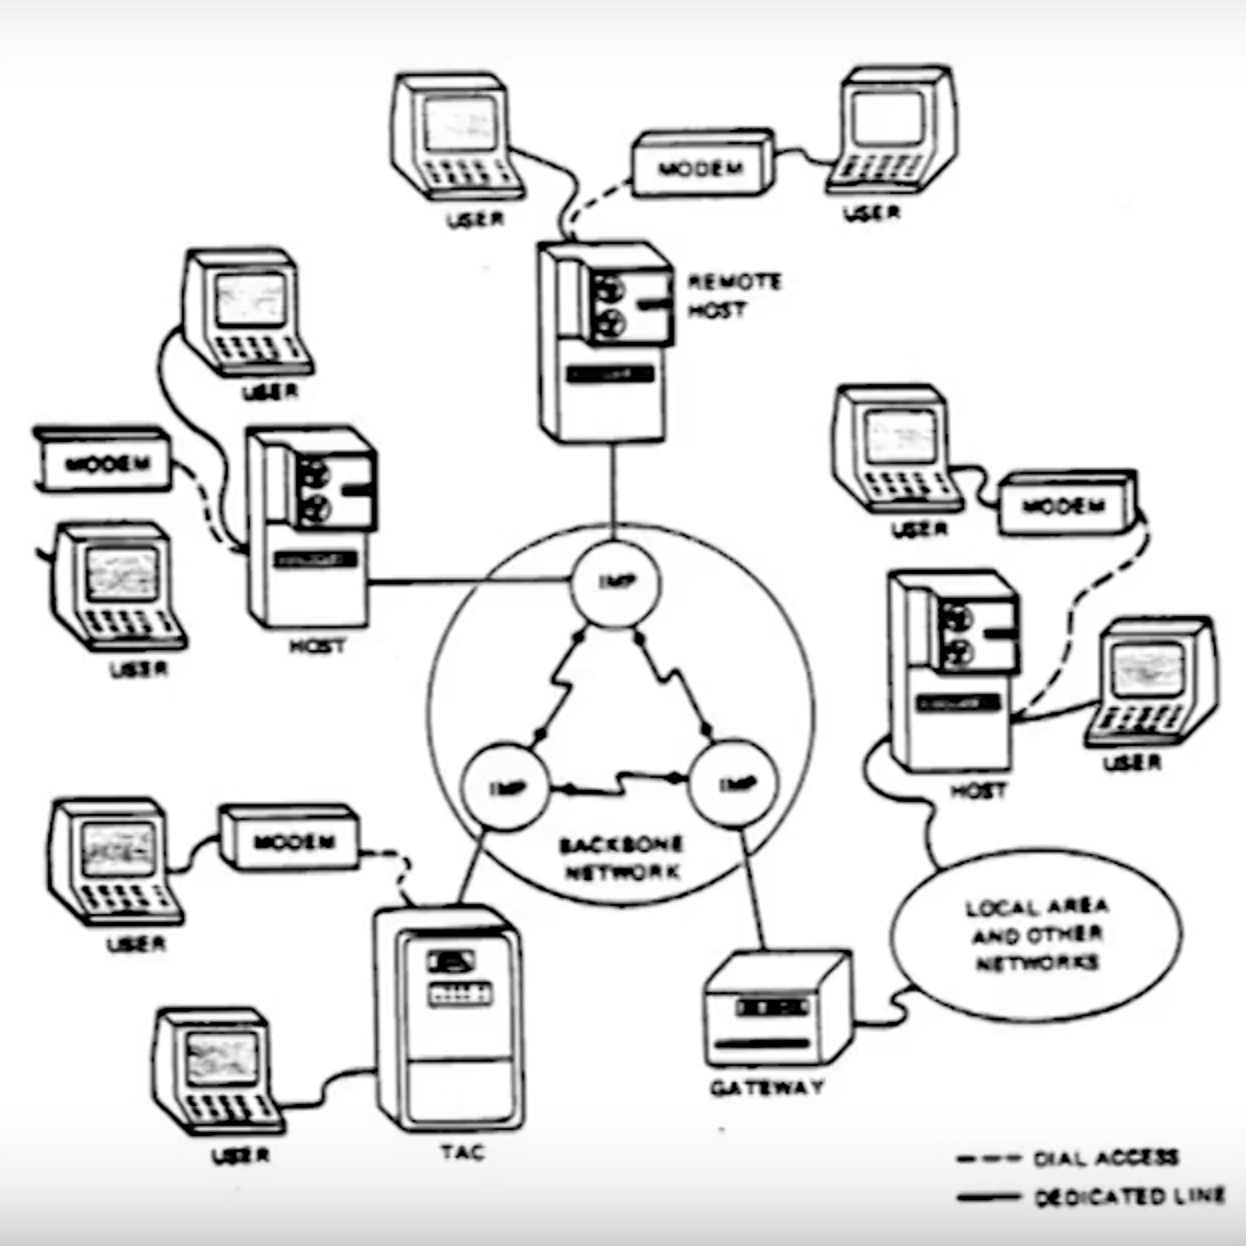 MODEM
USER
USER
REMOTE
HOST
USER
MODEM
USER
HOST
USER
MODEM
IMP
USER
HOST
IMP
IMP
BACKBONE
NETWORK
MODEM
USER
LOCAL AREA
AND OTHER
NETWORKS
USER
TAC
GATEWAY
DIAL ACCESS
DEDICATED LINE